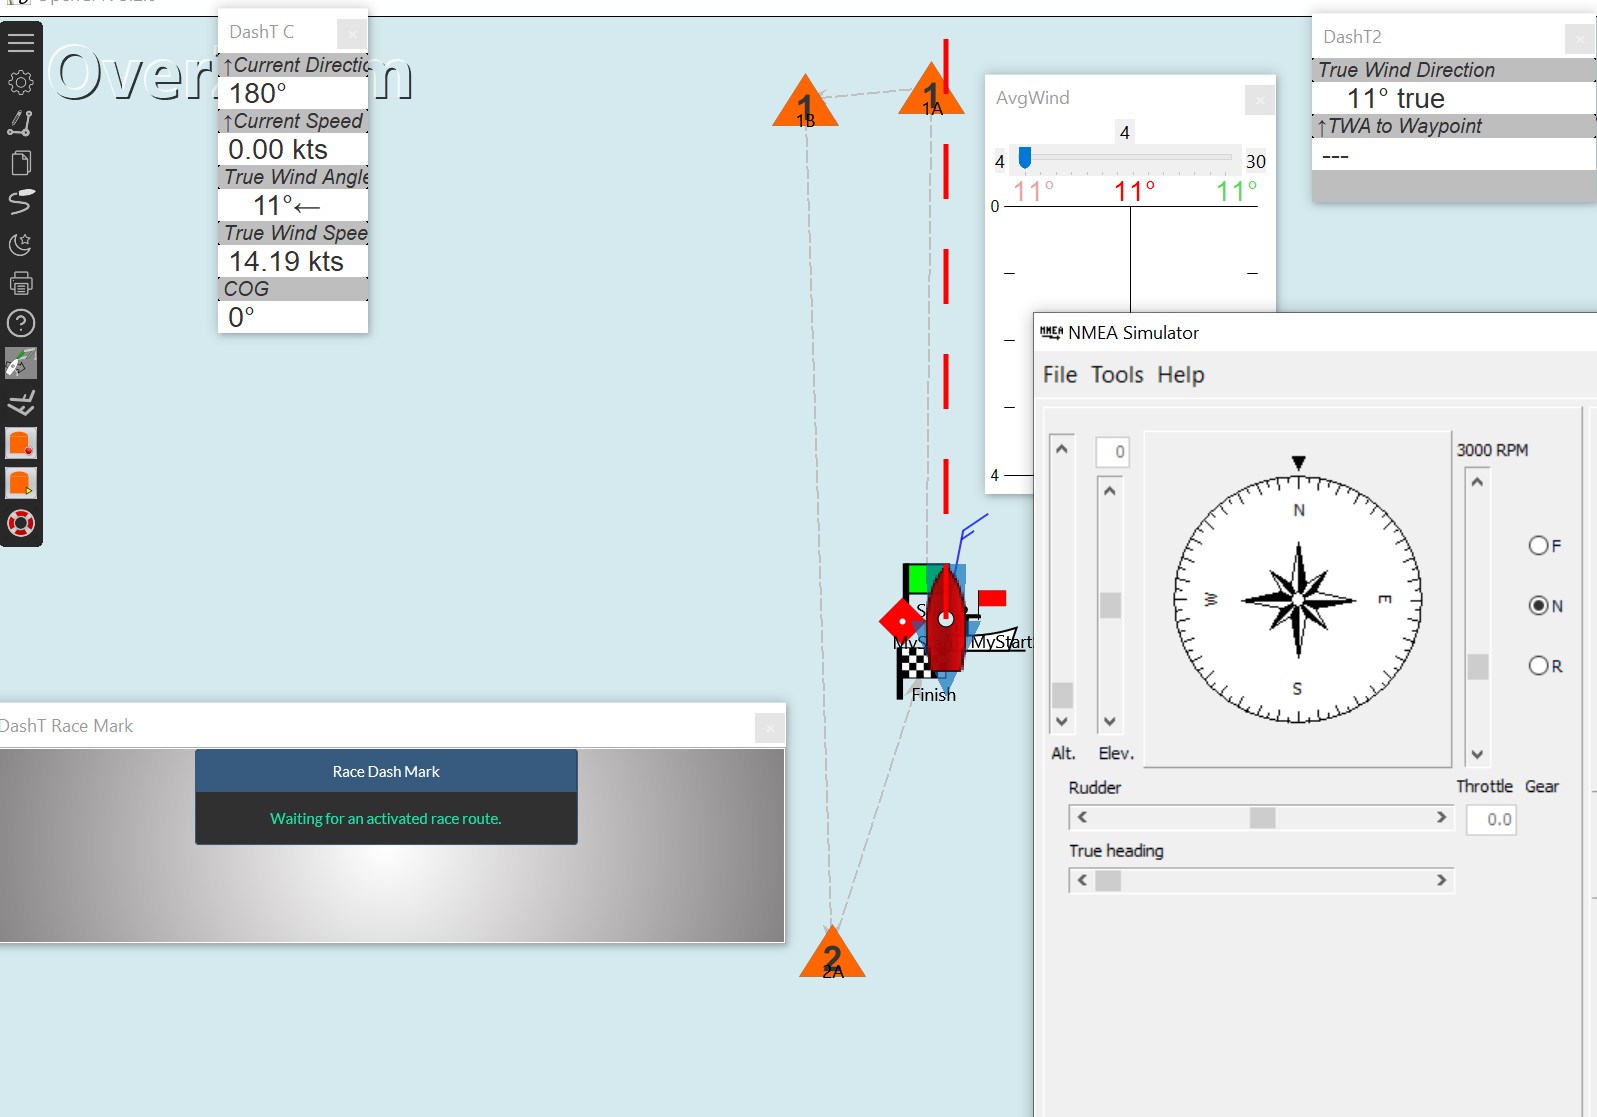 DashT C
OverZoom
↑Current Directio
180°
↑Current Speed
0.00 kts
True Wind Angle
11°←
True Wind Spee
14.19 kts
COG
0°
1
1B
1
1A
AvgWind
4
4
30
11°
11°
11°
0
4
DashT2
True Wind Direction
11° true
↑TWA to Waypoint
---
NMEA Simulator
File Tools Help
0
3000 RPM
N
W
E
S
F
N
R
Alt.
Elev.
Rudder
Throttle
Gear
0.0
True heading
MyStart
Finish
DashT Race Mark
Race Dash Mark
Waiting for an activated race route.
2
2A